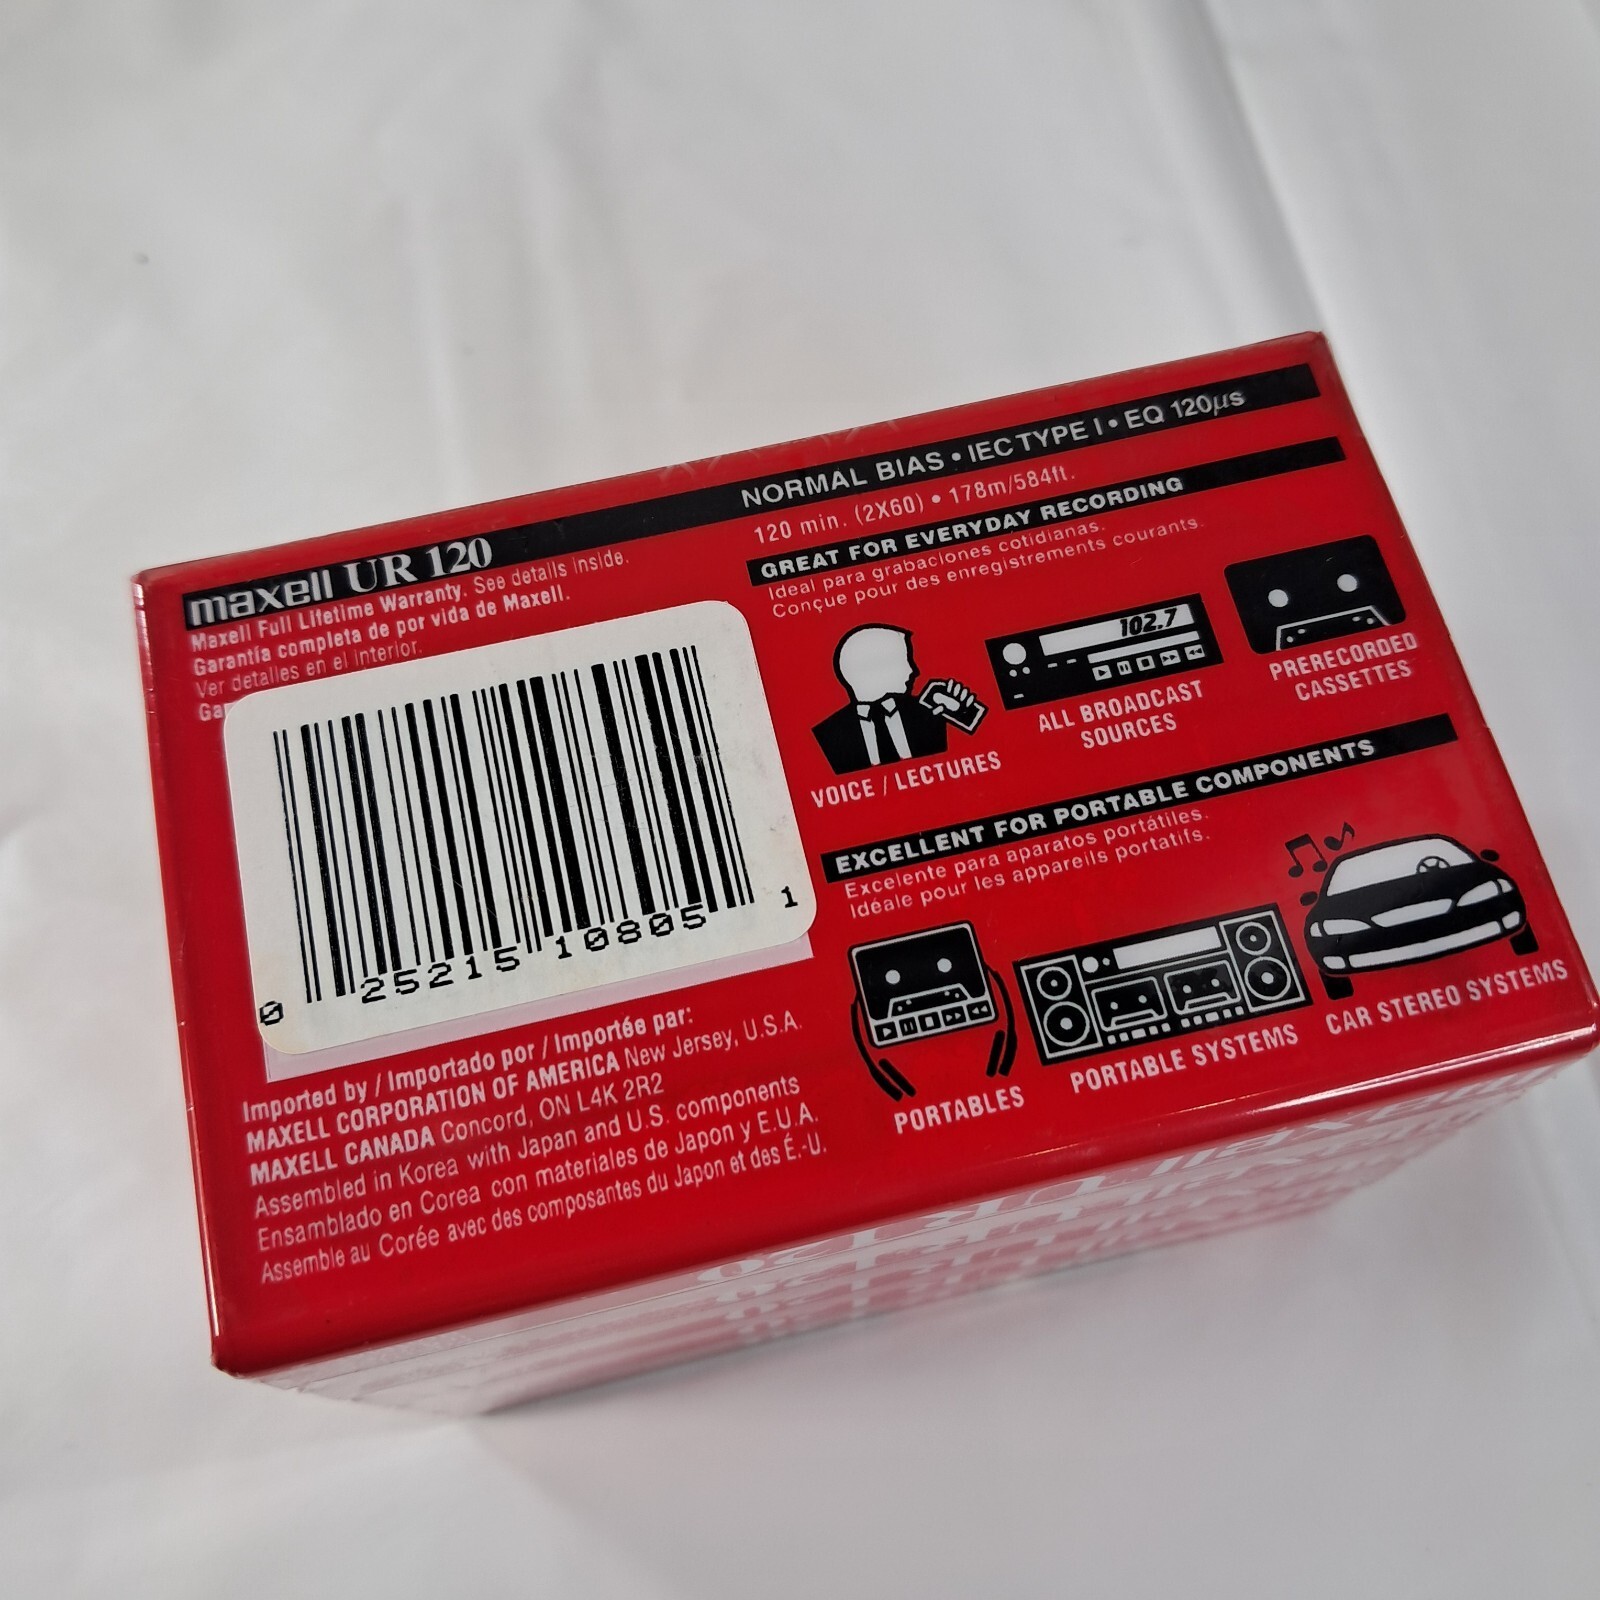 maxell UR 120
NORMAL BIAS • IEC TYPE I • EQ 120µs
Maxell Full Lifetime Warranty. See details inside.
Garantía completa de por vida de Maxell.
Ver detalles en el interior.
Ga
0 25215 10805 1
Imported by / Importado por / Importée par:
MAXELL CORPORATION OF AMERICA New Jersey, U.S.A.
MAXELL CANADA Concord, ON L4K 2R2
Assembled in Korea with Japan and U.S. components
Ensamblado en Corea con materiales de Japon y E.U.A.
Assemble au Corée avec des composantes du Japon et des É.-U.
120 min. (2X60) • 178m/584ft.
GREAT FOR EVERYDAY RECORDING
Ideal para grabaciones cotidianas.
Conçue pour des enregistrements courants.
102.7
VOICE / LECTURES
ALL BROADCAST
SOURCES
PRERECORDED
CASSETTES
EXCELLENT FOR PORTABLE COMPONENTS
Excelente para aparatos portátiles.
Idéale pour les appareils portatifs.
PORTABLES
PORTABLE SYSTEMS
CAR STEREO SYSTEMS